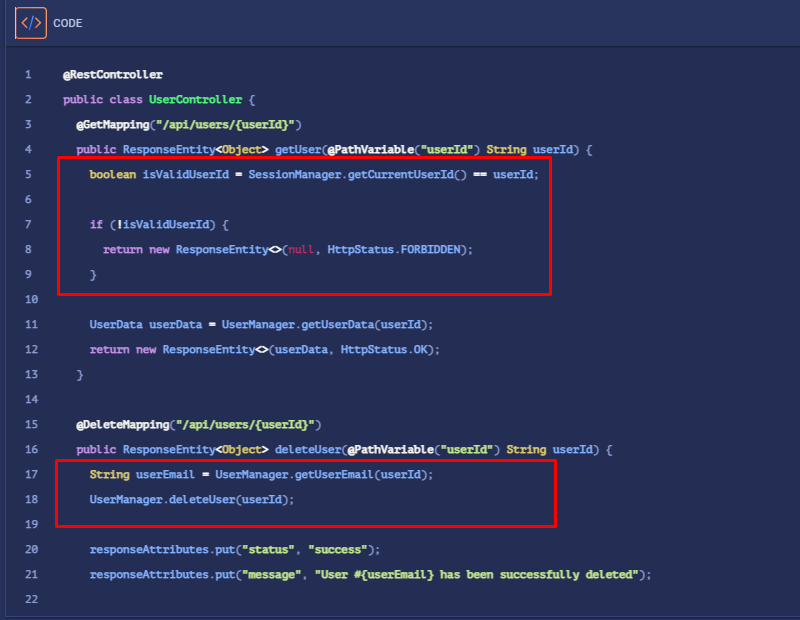 </> CODE
1 @RestController
2 public class UserController {
3 @GetMapping("/api/users/{userId}")
4 public ResponseEntity<Object> getUser(@PathVariable("userId") String userId) {
5 boolean isValidUserId = SessionManager.getCurrentUserId() == userId;
6
7 if (!isValidUserId) {
8 return new ResponseEntity<>(null, HttpStatus.FORBIDDEN);
9 }
10
11 UserData userData = UserManager.getUserData(userId);
12 return new ResponseEntity<>(userData, HttpStatus.OK);
13 }
14
15 @DeleteMapping("/api/users/{userId}")
16 public ResponseEntity<Object> deleteUser(@PathVariable("userId") String userId) {
17 String userEmail = UserManager.getUserEmail(userId);
18 UserManager.deleteUser(userId);
19
20 responseAttributes.put("status", "success");
21 responseAttributes.put("message", "User #{userEmail} has been successfully deleted");
22